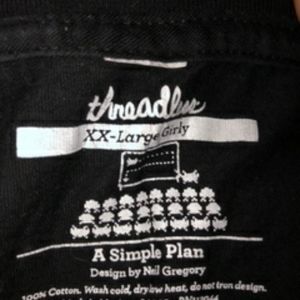 threadless
XX-Large Girly
A Simple Plan
Design by Neil Gregory
100% Cotton. Wash cold, dry low heat, do not iron design.